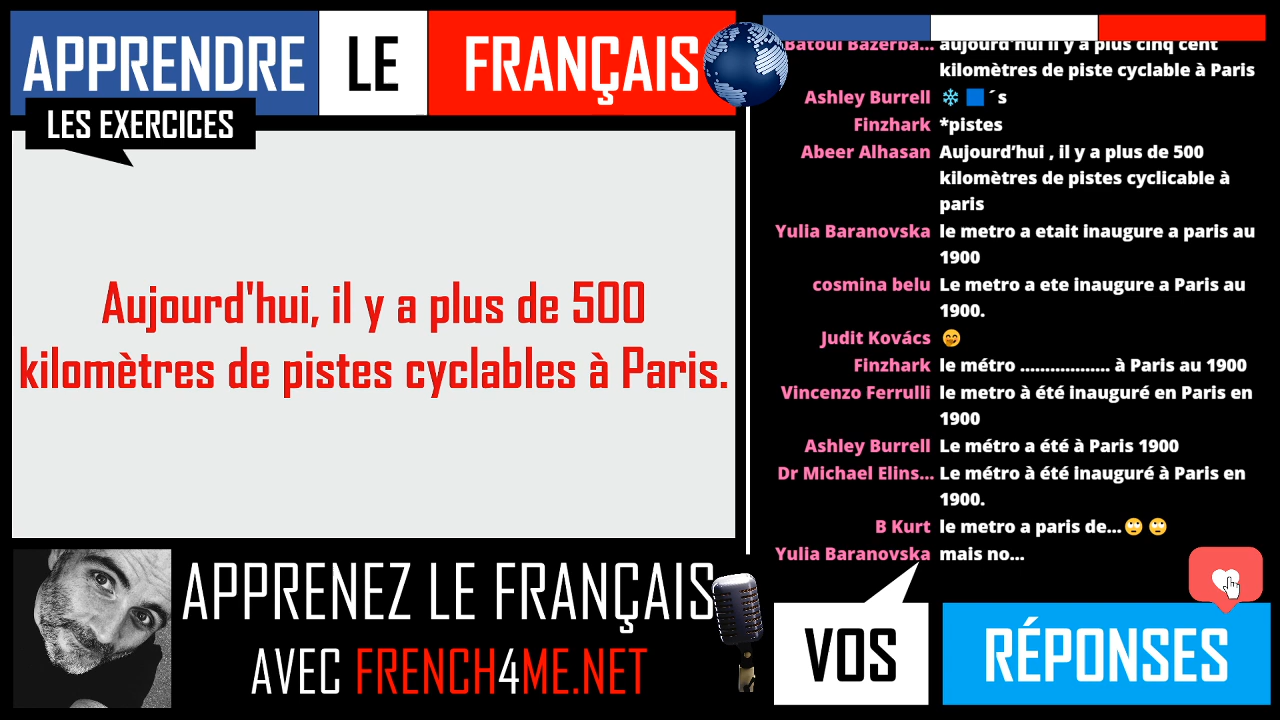 APPRENDRE LE FRANÇAIS
LES EXERCICES
Aujourd'hui, il y a plus de 500
kilomètres de pistes cyclables à Paris.
APPRENEZ LE FRANÇAIS
AVEC FRENCH4ME.NET
Batoul Bazerba... aujourd'hui il y a plus cinq cent
kilomètres de piste cyclable à Paris
Ashley Burrell ❄️ 🟦 ´s
Finzhark *pistes
Abeer Alhasan Aujourd’hui , il y a plus de 500
kilomètres de pistes cyclicable à
paris
Yulia Baranovska le metro a etait inaugure a paris au
1900
cosmina belu Le metro a ete inaugure a Paris au
1900.
Judit Kovács 🤭
Finzhark le métro .................. à Paris au 1900
Vincenzo Ferrulli le metro à été inauguré en Paris en
1900
Ashley Burrell Le métro a été à Paris 1900
Dr Michael Elins... Le métro à été inauguré à Paris en
1900.
B Kurt le metro a paris de...🙄 🙄
Yulia Baranovska mais no...
VOS RÉPONSES